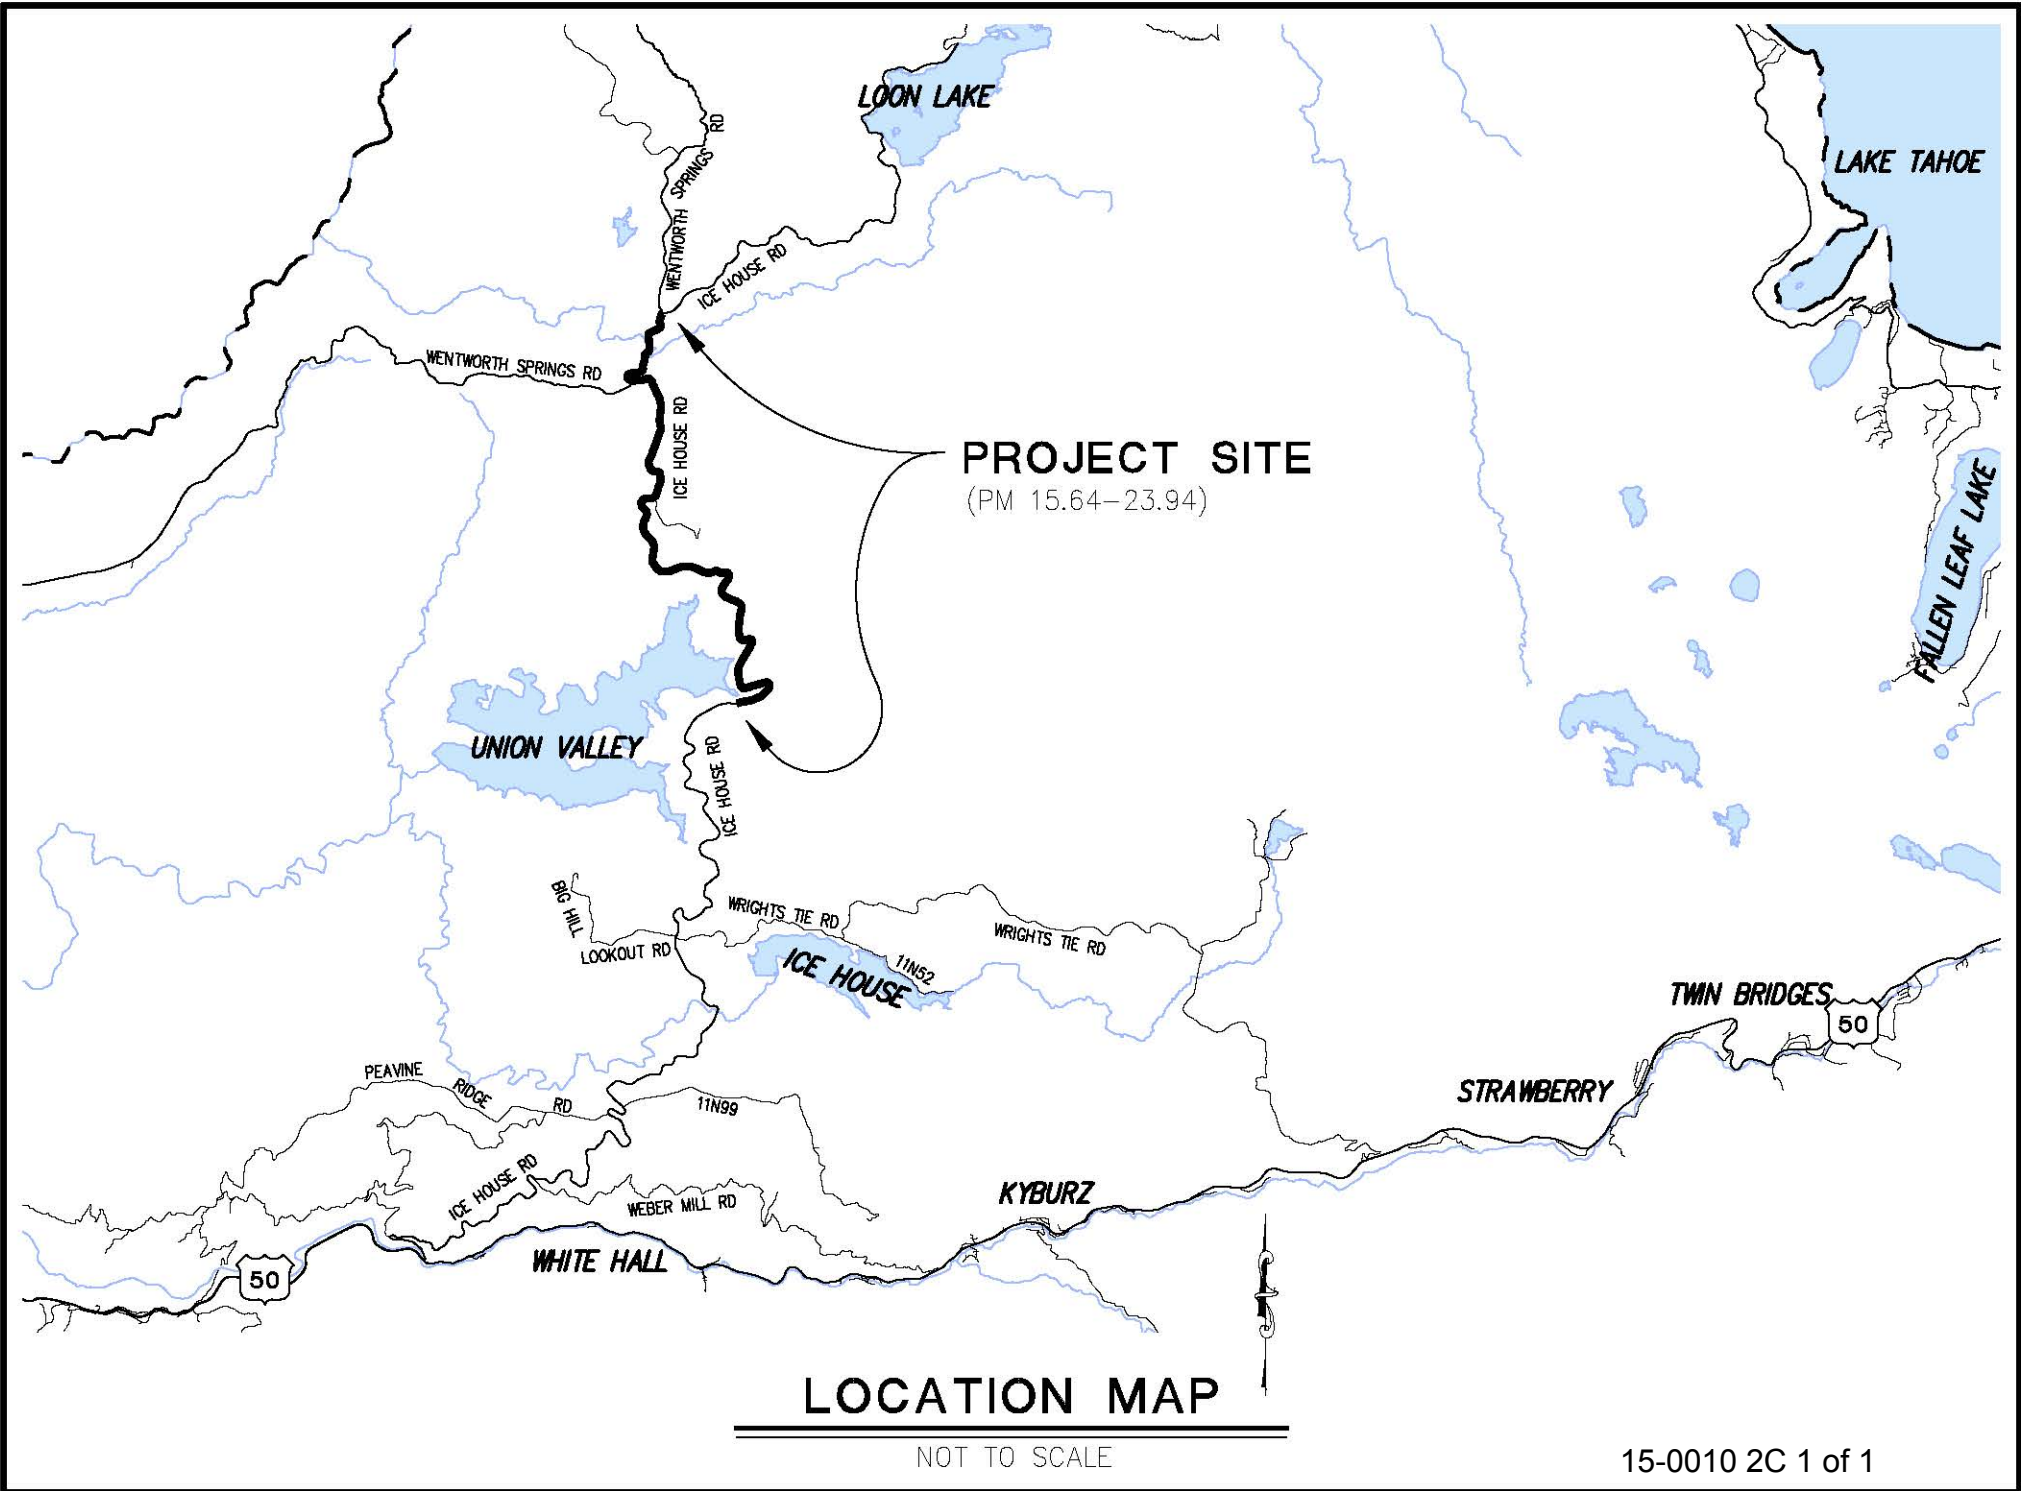 LOON LAKE
LAKE TAHOE
WENTWORTH SPRINGS RD
ICE HOUSE RD
WENTWORTH SPRINGS RD
ICE HOUSE RD
PROJECT SITE
(PM 15.64-23.94)
FALLEN LEAF LAKE
UNION VALLEY
ICE HOUSE RD
BIG HILL
LOOKOUT RD
WRIGHTS TIE RD
WRIGHTS TIE RD
11N52
ICE HOUSE
TWIN BRIDGES
50
PEAVINE RIDGE RD
11N99
STRAWBERRY
ICE HOUSE RD
WEBER MILL RD
KYBURZ
WHITE HALL
50
LOCATION MAP
NOT TO SCALE
15-0010 2C 1 of 1